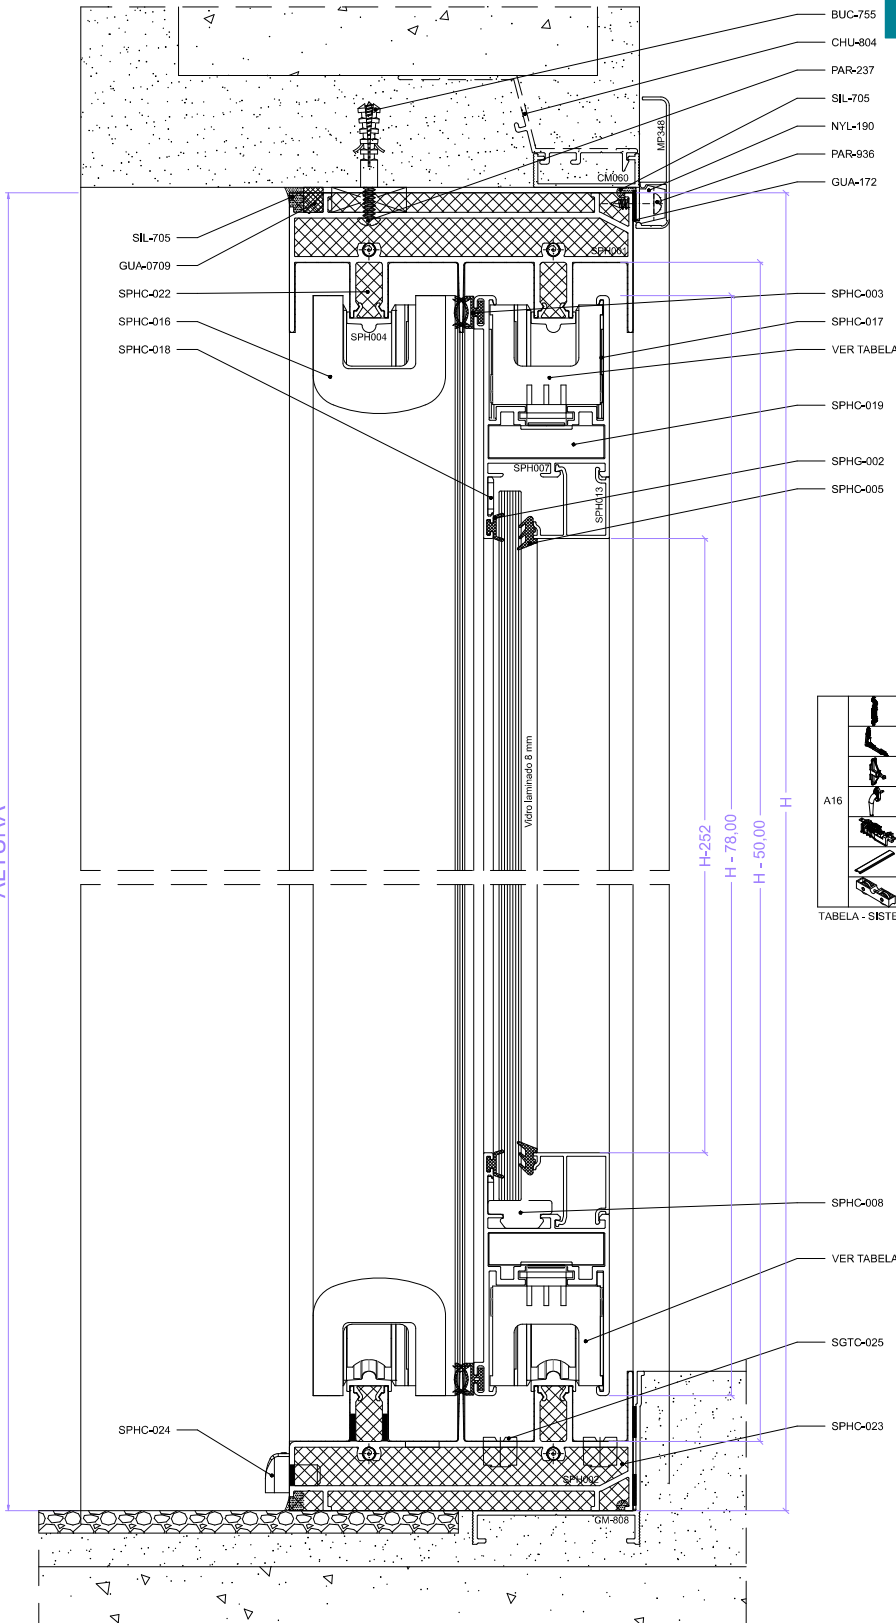 BUC-755
CHU-804
PAR-237
SIL-705
NYL-190
PAR-936
GUA-172
MP348
CM060
SIL-705
GUA-0709
SPHC-022
SPHC-016
SPHC-018
SPH001
SPH004
SPHC-003
SPHC-017
VER TABELA
SPHC-019
SPHG-002
SPHC-005
SPH007
SPH013
Vidro laminado 8 mm
H-252
H - 78,00
H - 50,00
H
ALTURA
A16
TABELA - SISTE
SPHC-008
VER TABELA
SGTC-025
SPHC-023
SPHC-024
SPH002
GM-808